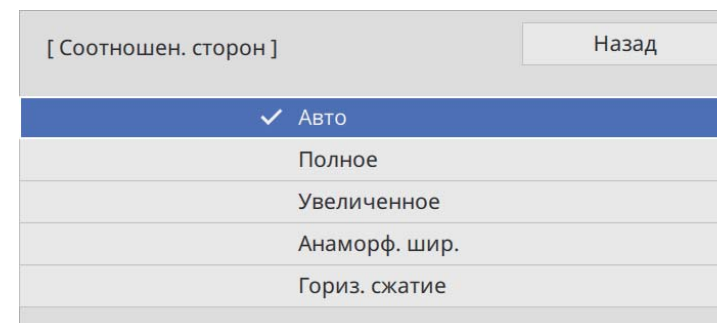 [ Соотношен. сторон ]
Назад
Авто
Полное
Увеличенное
Анаморф. шир.
Гориз. сжатие